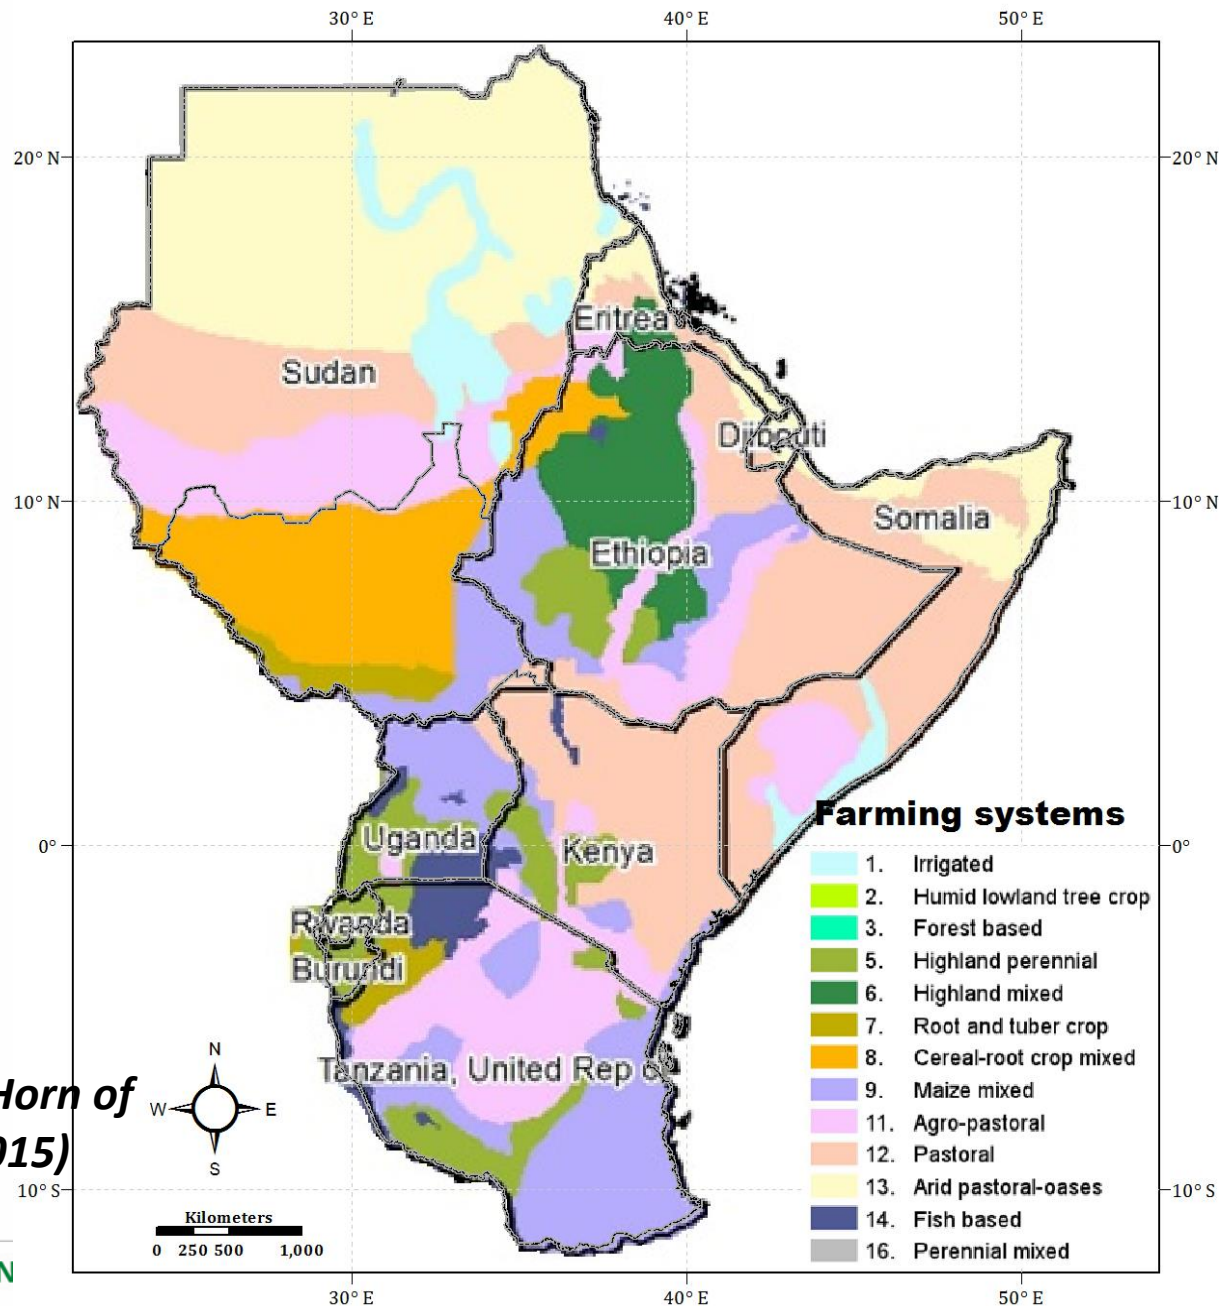 30° E 40° E 50° E
20° N 20° N
Eritrea
Sudan
Djibouti
10° N 10° N
Somalia
Ethiopia
Farming systems
Uganda
0° 0°
Kenya
1. Irrigated
2. Humid lowland tree crop
Rwanda
3. Forest based
5. Highland perennial
Burundi
6. Highland mixed
7. Root and tuber crop
8. Cereal-root crop mixed
Tanzania, United Rep o
9. Maize mixed
11. Agro-pastoral
12. Pastoral
13. Arid pastoral-oases
14. Fish based
16. Perennial mixed
N
W E
S
Horn of
015)
10° S 10° S
Kilometers
0 250 500 1,000
N
30° E 40° E 50° E